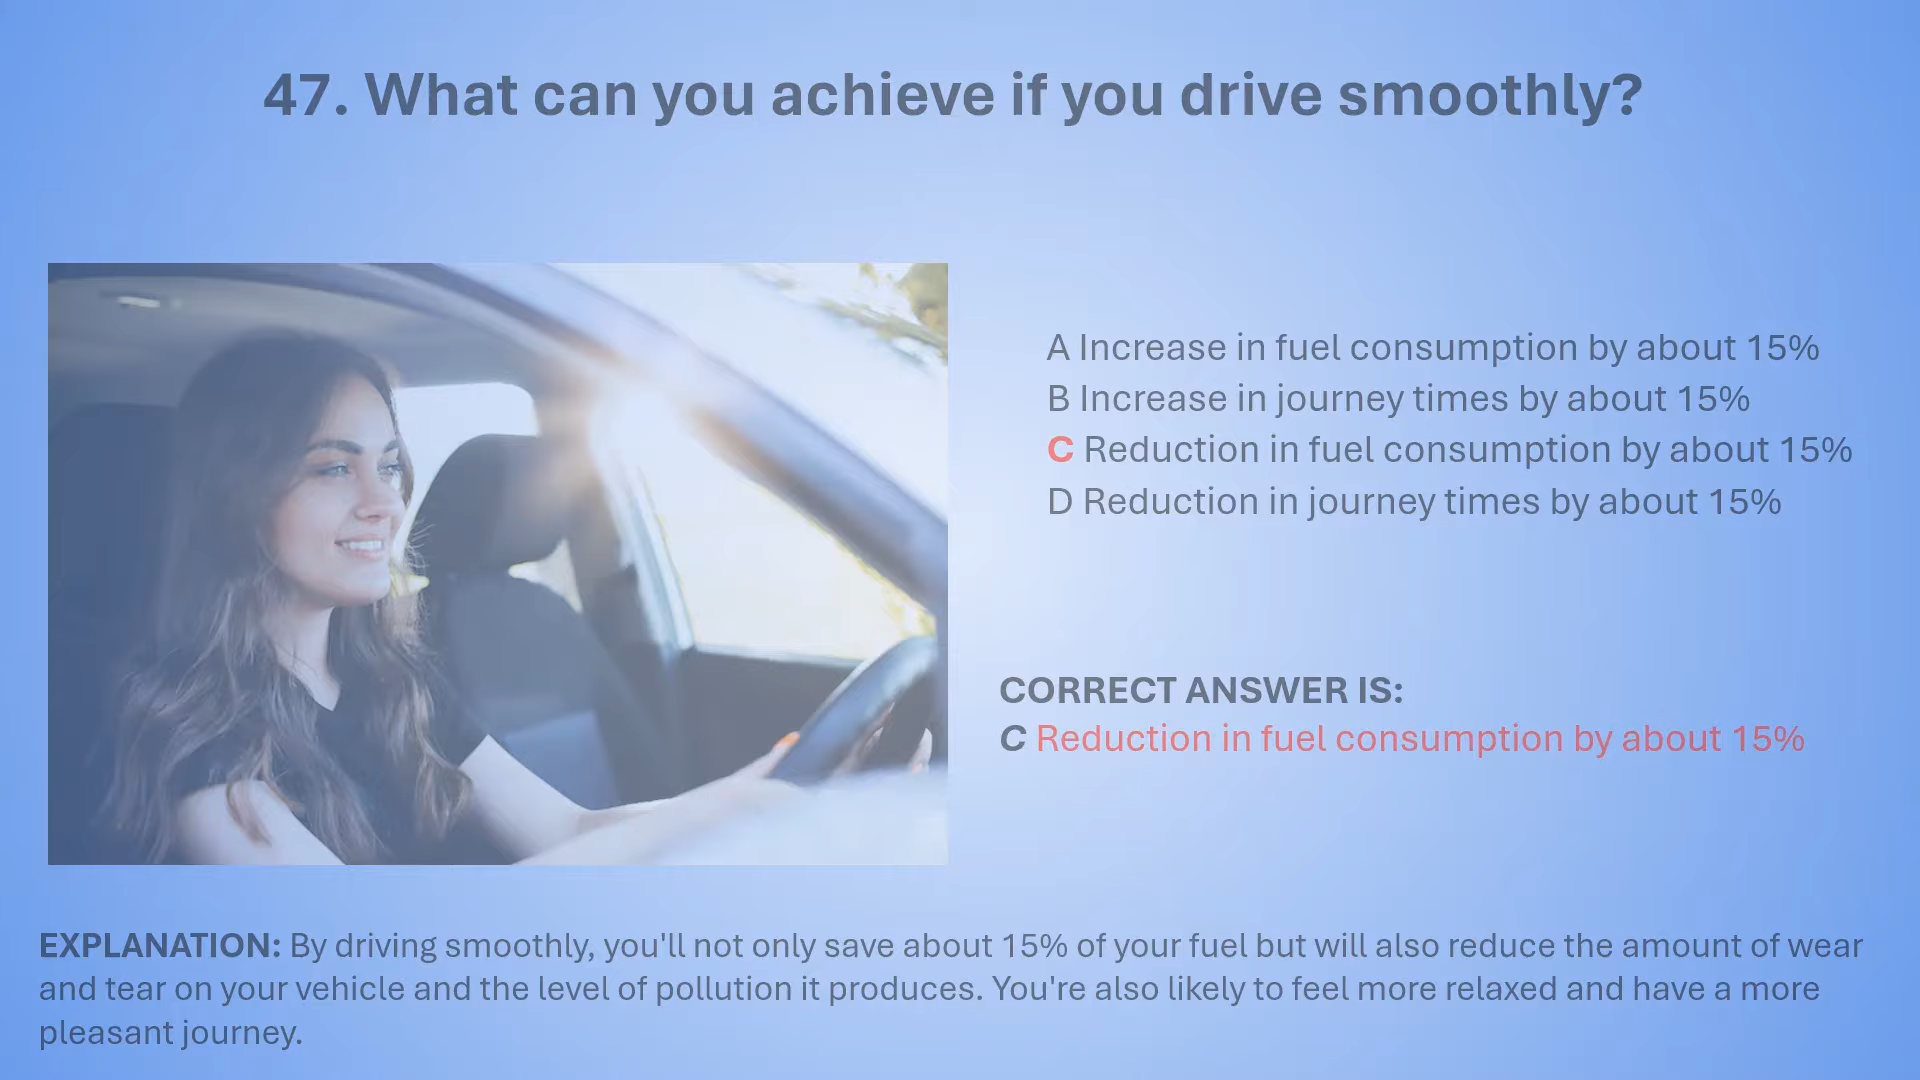 47. What can you achieve if you drive smoothly?
A Increase in fuel consumption by about 15%
B Increase in journey times by about 15%
C Reduction in fuel consumption by about 15%
D Reduction in journey times by about 15%
CORRECT ANSWER IS:
C Reduction in fuel consumption by about 15%
EXPLANATION: By driving smoothly, you'll not only save about 15% of your fuel but will also reduce the amount of wear
and tear on your vehicle and the level of pollution it produces. You're also likely to feel more relaxed and have a more
pleasant journey.